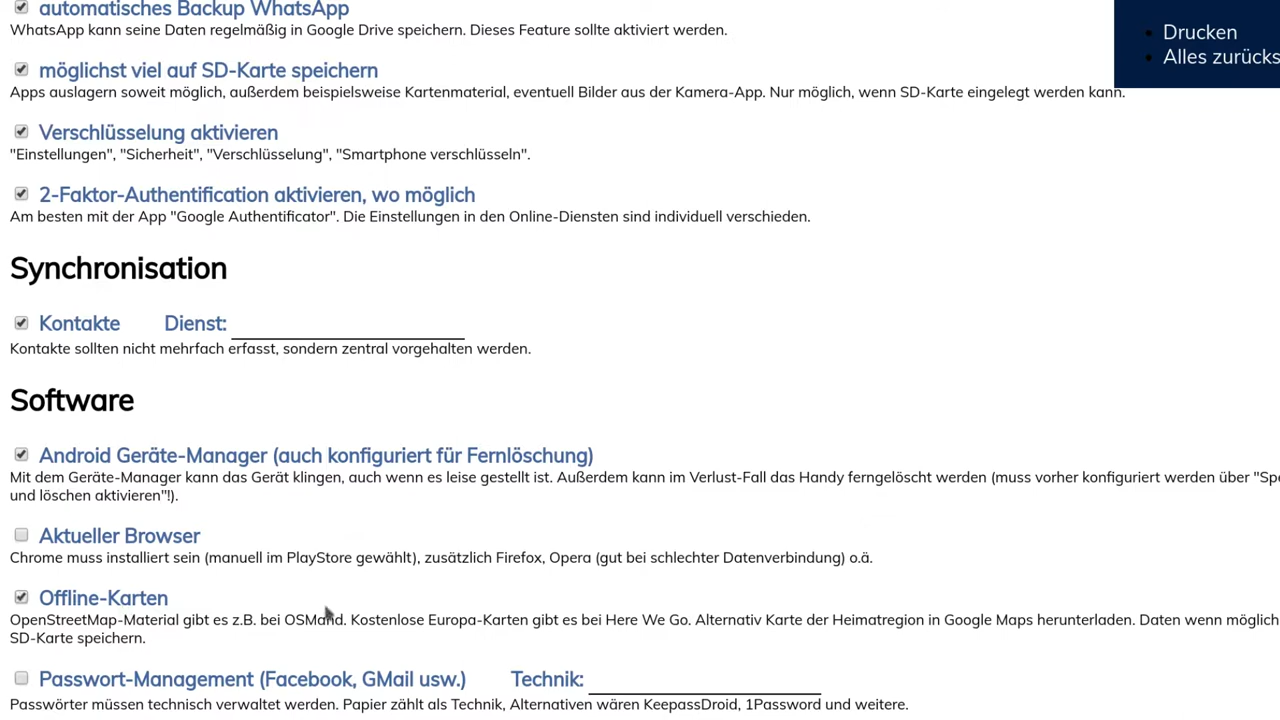 automatisches Backup WhatsApp
WhatsApp kann seine Daten regelmäßig in Google Drive speichern. Dieses Feature sollte aktiviert werden.
Drucken
Alles zurücks
möglichst viel auf SD-Karte speichern
Apps auslagern soweit möglich, außerdem beispielsweise Kartenmaterial, eventuell Bilder aus der Kamera-App. Nur möglich, wenn SD-Karte eingelegt werden kann.
Verschlüsselung aktivieren
"Einstellungen", "Sicherheit", "Verschlüsselung", "Smartphone verschlüsseln".
2-Faktor-Authentification aktivieren, wo möglich
Am besten mit der App "Google Authentificator". Die Einstellungen in den Online-Diensten sind individuell verschieden.
Synchronisation
Kontakte Dienst:
Kontakte sollten nicht mehrfach erfasst, sondern zentral vorgehalten werden.
Software
Android Geräte-Manager (auch konfiguriert für Fernlöschung)
Mit dem Geräte-Manager kann das Gerät klingen, auch wenn es leise gestellt ist. Außerdem kann im Verlust-Fall das Handy ferngelöscht werden (muss vorher konfiguriert werden über "Spe
und löschen aktivieren"!).
Aktueller Browser
Chrome muss installiert sein (manuell im PlayStore gewählt), zusätzlich Firefox, Opera (gut bei schlechter Datenverbindung) o.ä.
Offline-Karten
OpenStreetMap-Material gibt es z.B. bei OSMand. Kostenlose Europa-Karten gibt es bei Here We Go. Alternativ Karte der Heimatregion in Google Maps herunterladen. Daten wenn möglich
SD-Karte speichern.
Passwort-Management (Facebook, GMail usw.) Technik:
Passwörter müssen technisch verwaltet werden. Papier zählt als Technik, Alternativen wären KeepassDroid, 1Password und weitere.